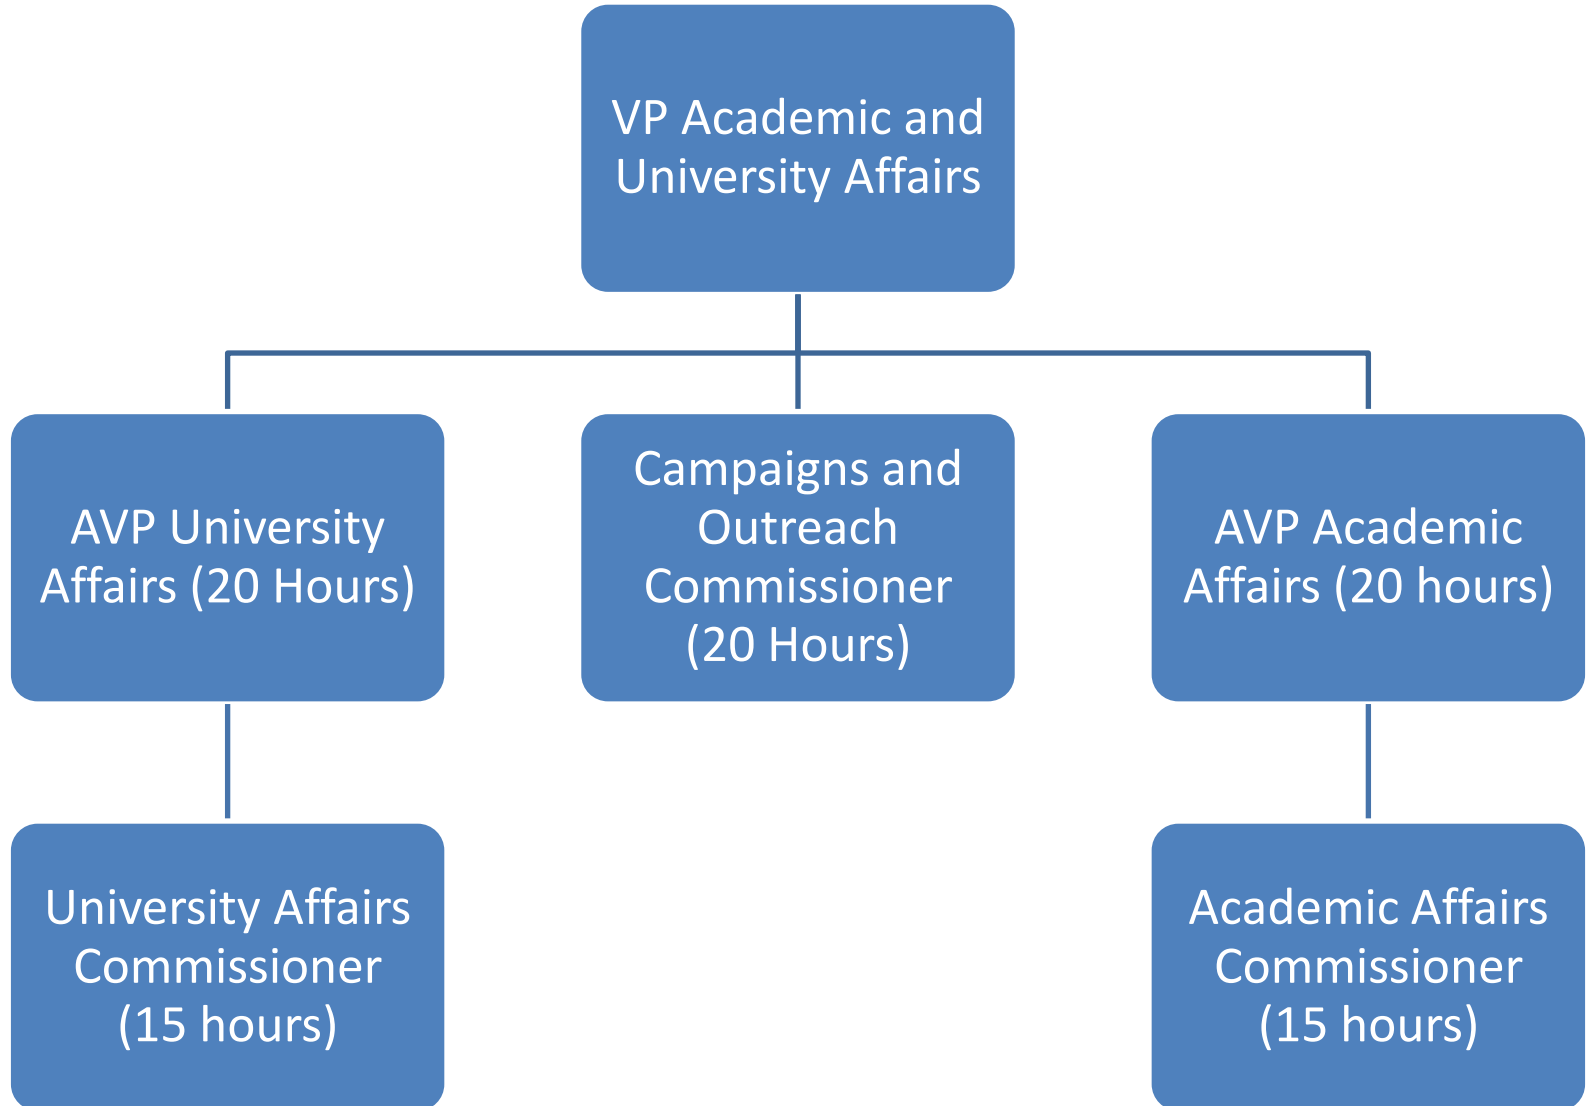 VP Academic and
University Affairs
AVP University
Affairs (20 Hours)
Campaigns and
Outreach
Commissioner
(20 Hours)
AVP Academic
Affairs (20 hours)
University Affairs
Commissioner
(15 hours)
Academic Affairs
Commissioner
(15 hours)